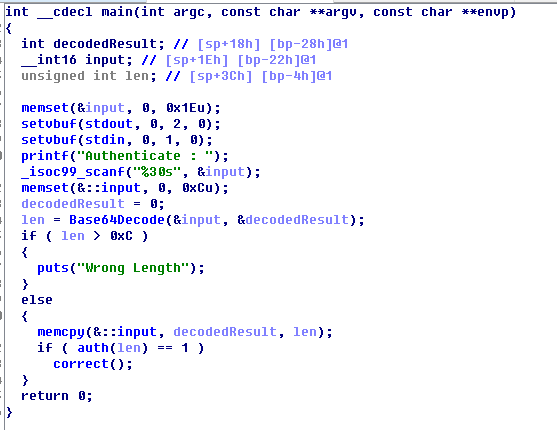 int __cdecl main(int argc, const char **argv, const char **envp)
{
  int decodedResult; // [sp+18h] [bp-28h]@1
  __int16 input; // [sp+1Eh] [bp-22h]@1
  unsigned int len; // [sp+3Ch] [bp-4h]@1

  memset(&input, 0, 0x1Eu);
  setvbuf(stdout, 0, 2, 0);
  setvbuf(stdin, 0, 1, 0);
  printf("Authenticate : ");
  _isoc99_scanf("%30s", &input);
  memset(&::input, 0, 0xCu);
  decodedResult = 0;
  len = Base64Decode(&input, &decodedResult);
  if ( len > 0xC )
  {
    puts("Wrong Length");
  }
  else
  {
    memcpy(&::input, decodedResult, len);
    if ( auth(len) == 1 )
      correct();
  }
  return 0;
}